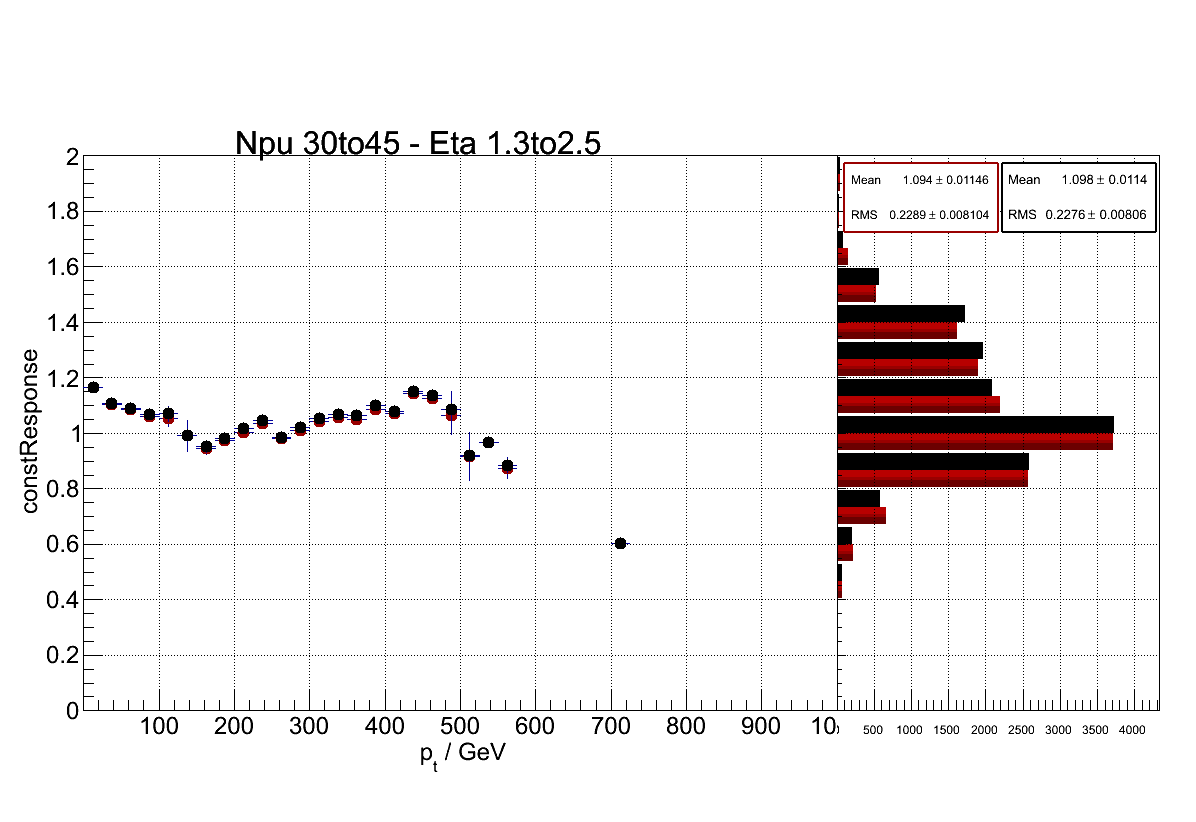 Npu 30to45 - Eta 1.3to2.5
2
1.8
1.6
1.4
1.2
1
0.8
0.6
0.4
0.2
0
constResponse
100 200 300 400 500 600 700 800 900 10
p_t / GeV
Mean 1.094 ± 0.01146
RMS 0.2289 ± 0.008104
Mean 1.098 ± 0.0114
RMS 0.2276 ± 0.00806
500 1000 1500 2000 2500 3000 3500 4000